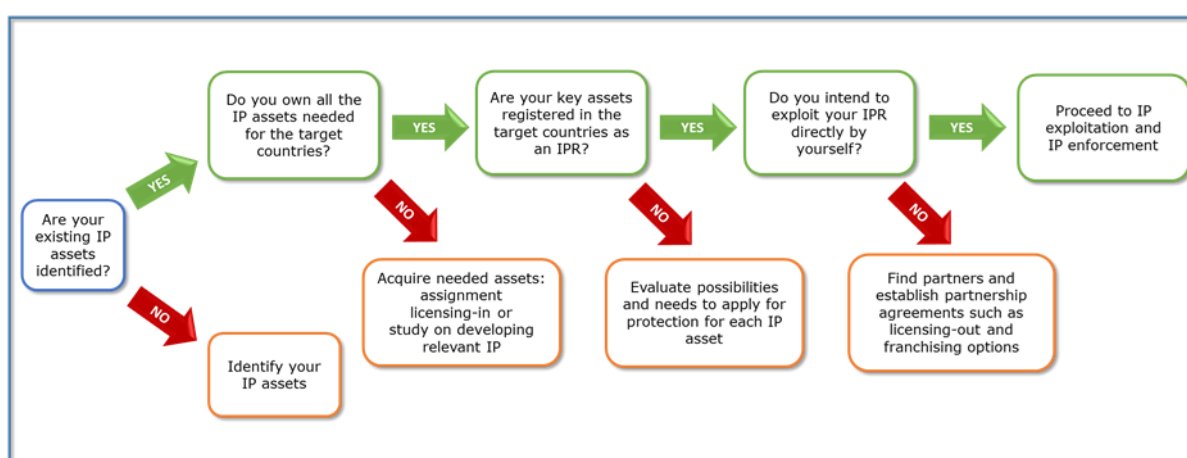 Do you own all the
IP assets needed
for the target
countries?
YES
Are your key assets
registered in the
target countries as
an IPR?
YES
Do you intend to
exploit your IPR
directly by
yourself?
YES
Proceed to IP
exploitation and
IP enforcement
YES
NO
NO
NO
Are your
existing IP
assets
identified?
NO
Acquire needed assets:
assignment
licensing-in or
study on developing
relevant IP
Evaluate possibilities
and needs to apply for
protection for each IP
asset
Find partners and
establish partnership
agreements such as
licensing-out and
franchising options
Identify your
IP assets